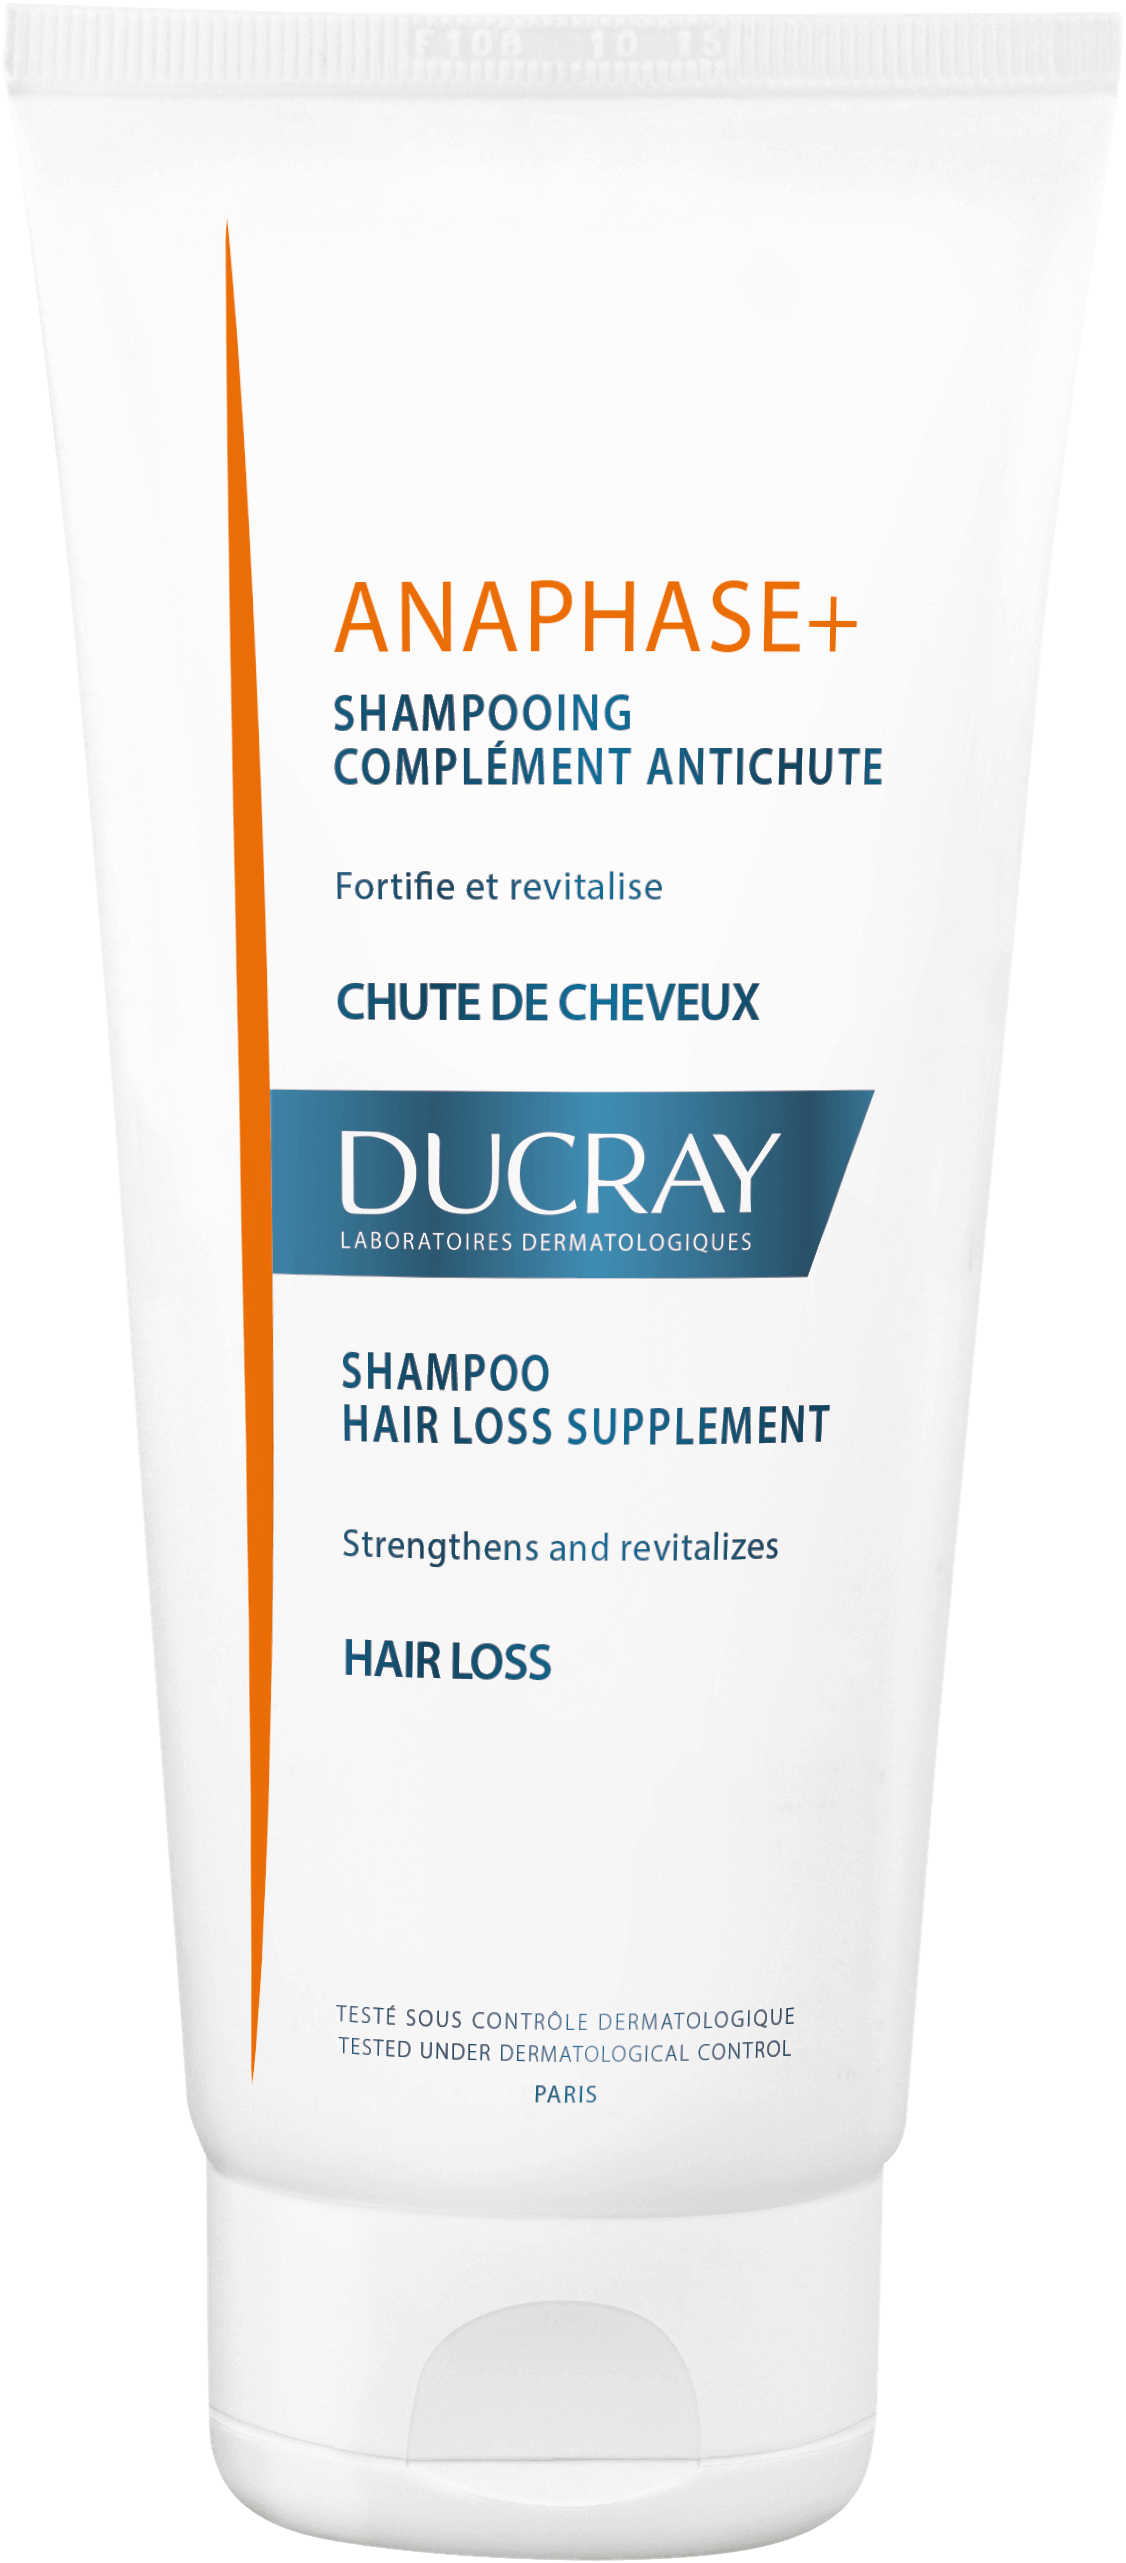 F108 10 15
ANAPHASE+
SHAMPOOING
COMPLÉMENT ANTICHUTE
Fortifie et revitalise
CHUTE DE CHEVEUX
DUCRAY
LABORATOIRES DERMATOLOGIQUES
SHAMPOO
HAIR LOSS SUPPLEMENT
Strengthens and revitalizes
HAIR LOSS
TESTÉ SOUS CONTRÔLE DERMATOLOGIQUE
TESTED UNDER DERMATOLOGICAL CONTROL
PARIS